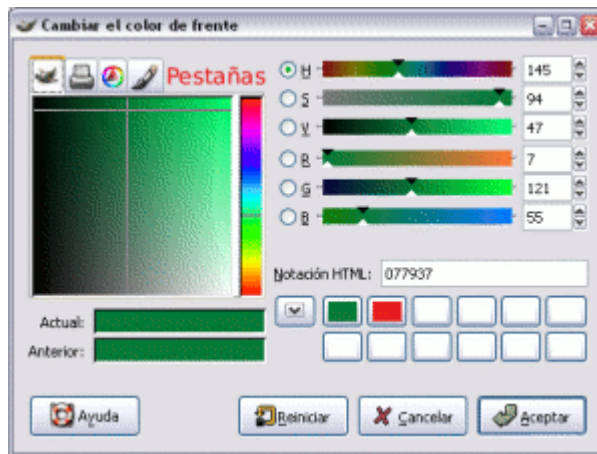 Cambiar el color de frente
Pestañas
H 145
S 94
V 47
R 7
G 121
B 55
Notación HTML: 077937
Actual:
Anterior:
Ayuda Reiniciar Cancelar Aceptar